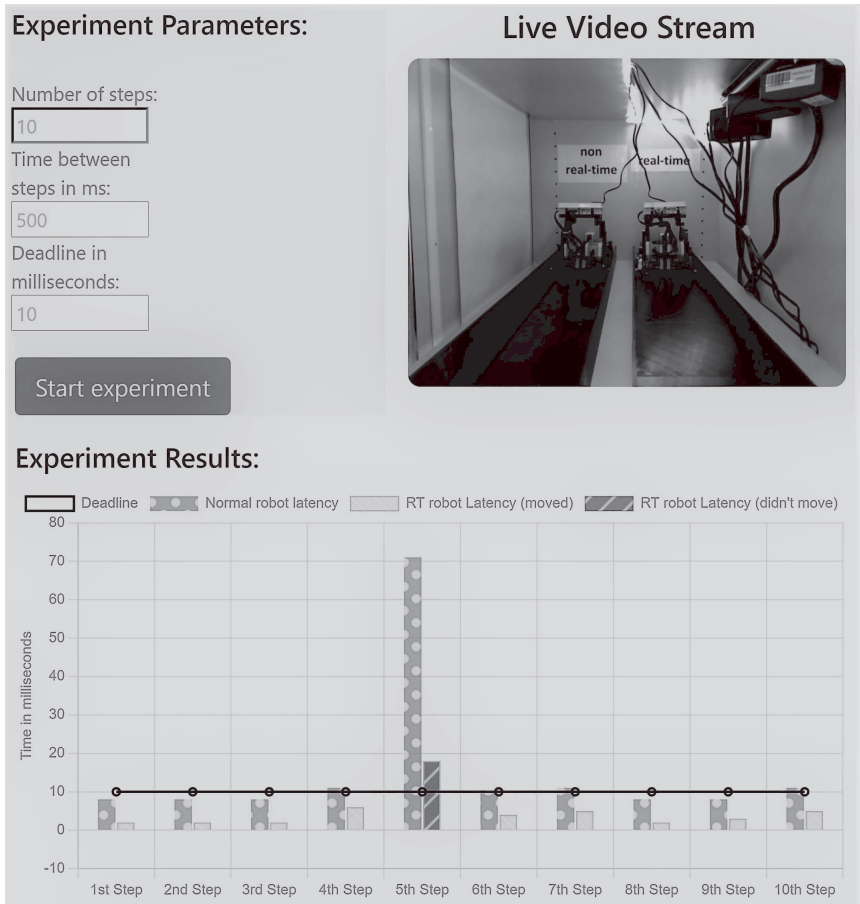 Experiment Parameters:
Number of steps:
10
Time between
steps in ms:
500
Deadline in
milliseconds:
10
Start experiment
Live Video Stream
non
real-time
real-time
Experiment Results:
Deadline Normal robot latency RT robot Latency (moved) RT robot Latency (didn't move)
Time in milliseconds
80
70
60
50
40
30
20
10
0
-10
1st Step 2nd Step 3rd Step 4th Step 5th Step 6th Step 7th Step 8th Step 9th Step 10th Step